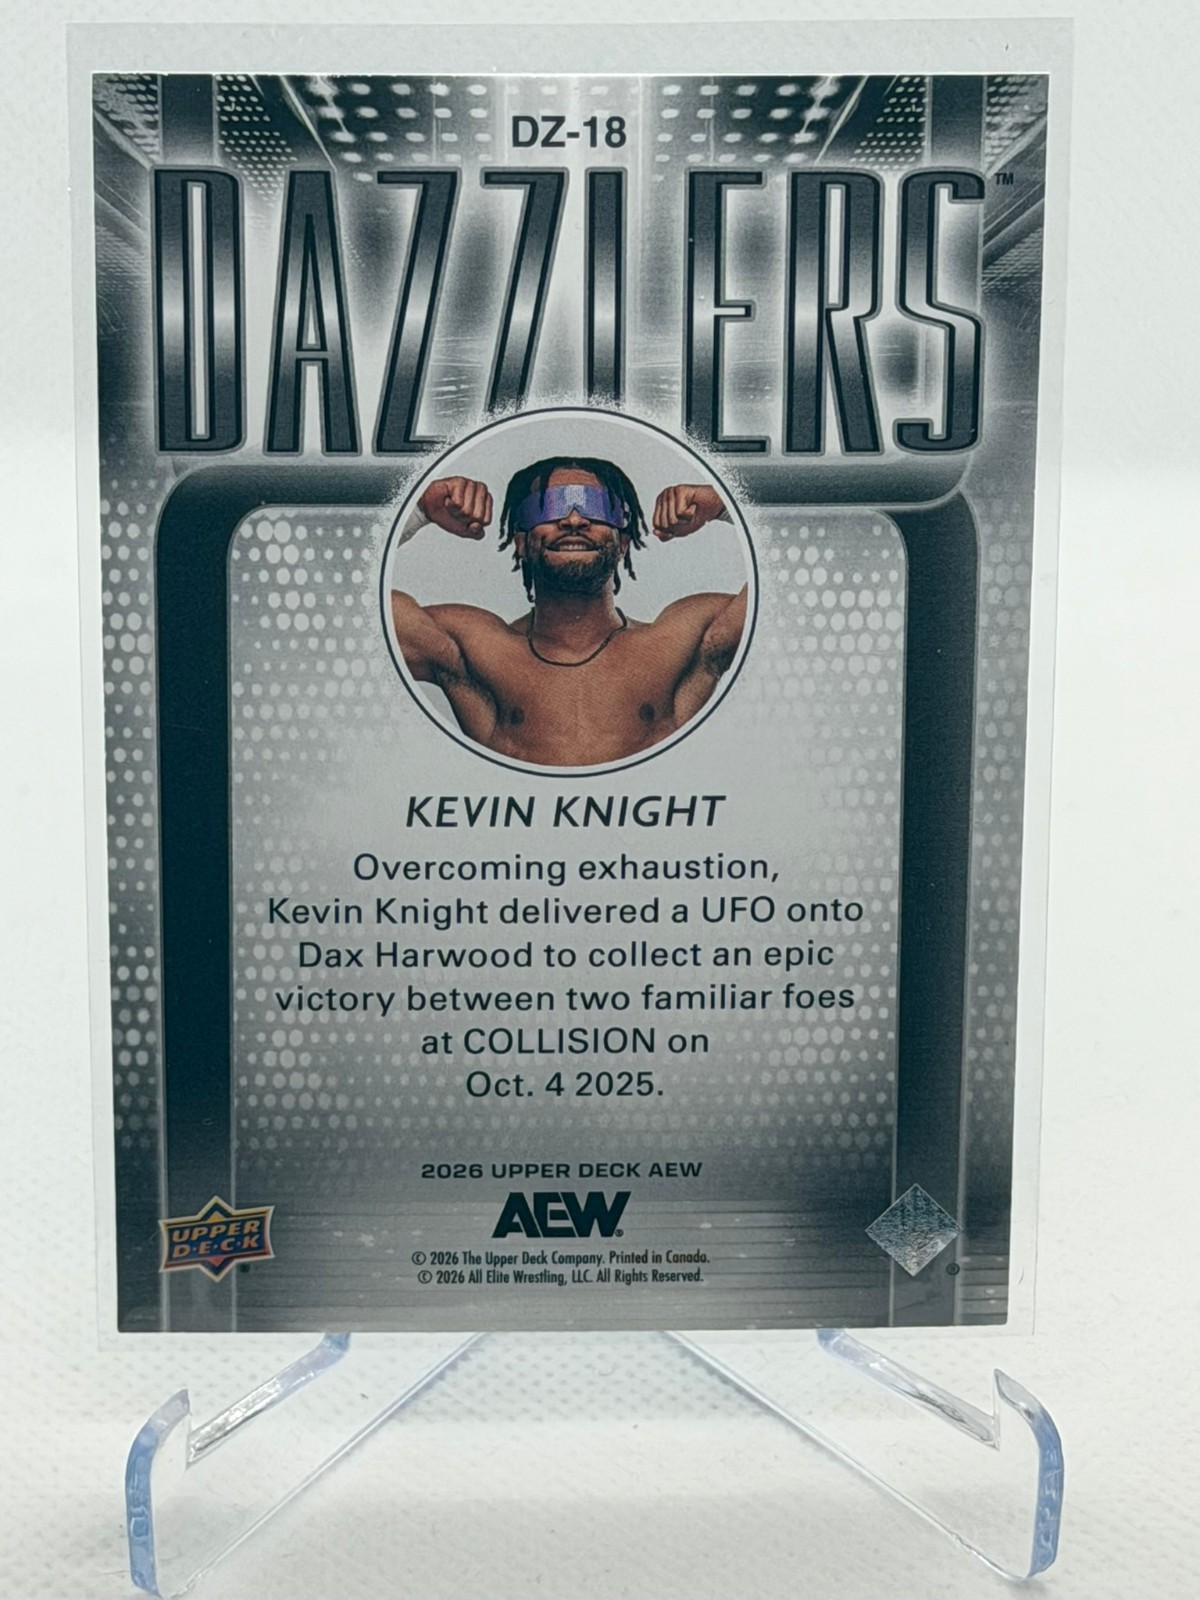 DZ-18
DAZZLERS™
KEVIN KNIGHT
Overcoming exhaustion,
Kevin Knight delivered a UFO onto
Dax Harwood to collect an epic
victory between two familiar foes
at COLLISION on
Oct. 4 2025.
2026 UPPER DECK AEW
AEW®
UPPER
D·E·C·K®
®
© 2026 The Upper Deck Company. Printed in Canada.
© 2026 All Elite Wrestling, LLC. All Rights Reserved.